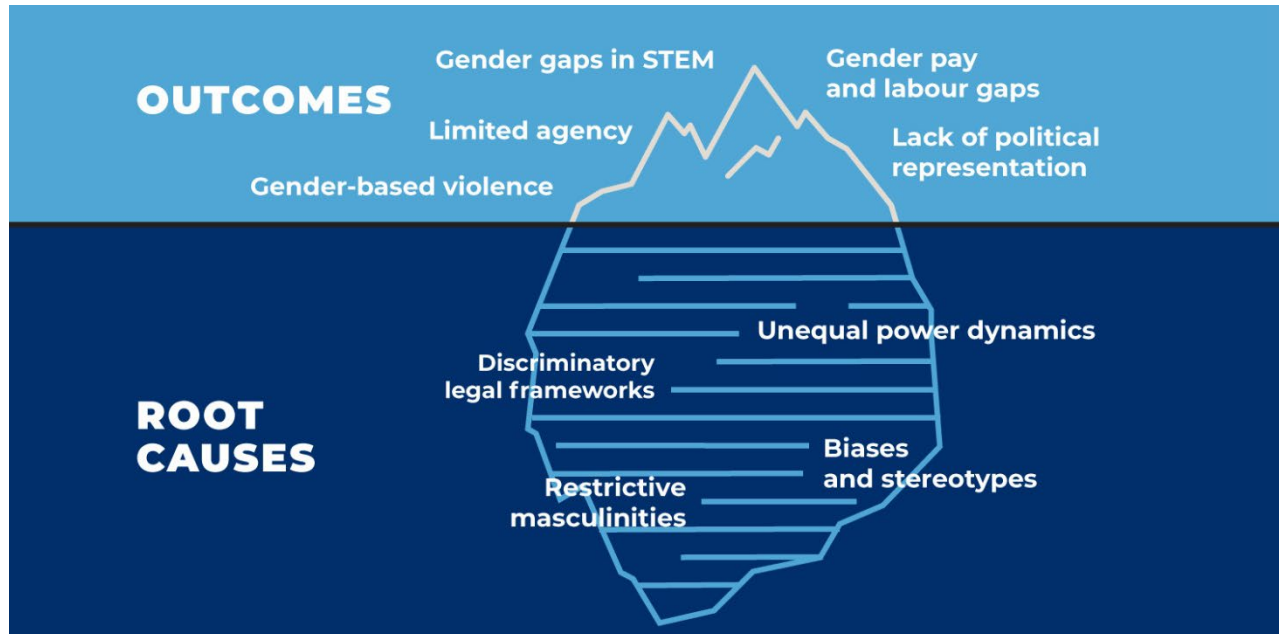 OUTCOMES
Gender gaps in STEM
Limited agency
Gender-based violence
Gender pay
and labour gaps
Lack of political
representation
ROOT
CAUSES
Unequal power dynamics
Discriminatory
legal frameworks
Biases
and stereotypes
Restrictive
masculinities